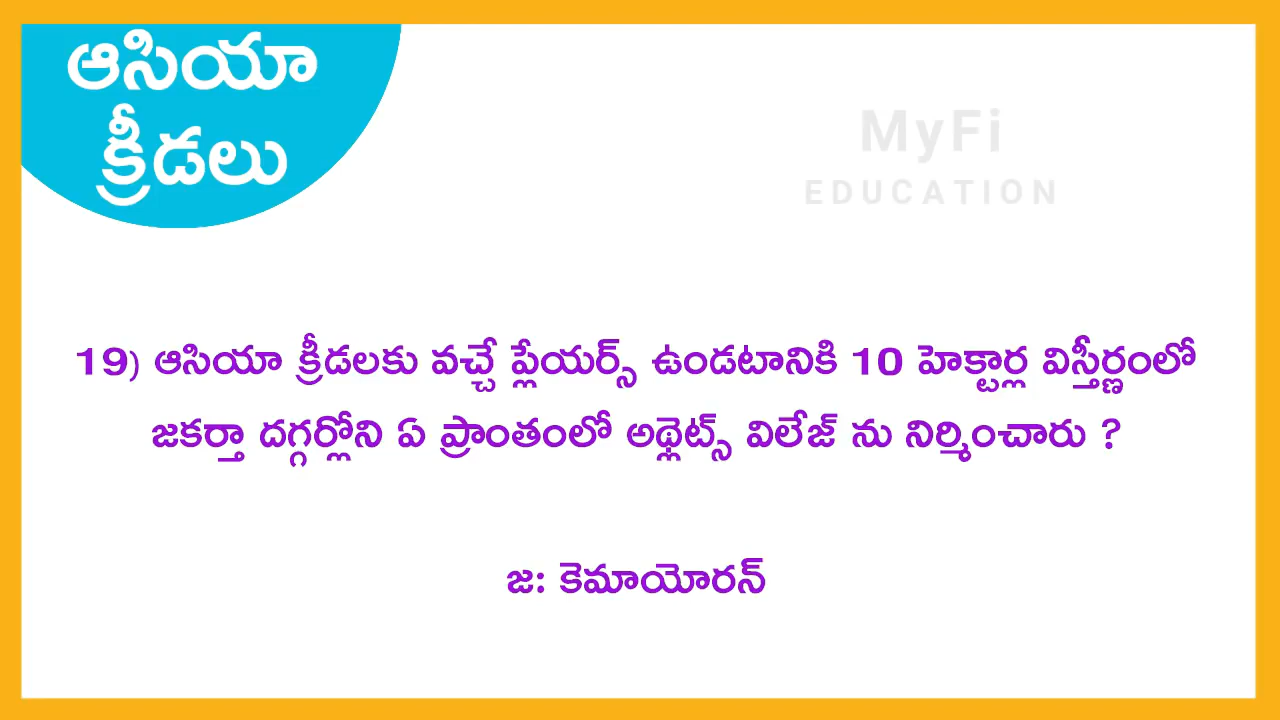 ఆసియా
క్రీడలు
MyFi
EDUCATION
19) ఆసియా క్రీడలకు వచ్చే ప్లేయర్స్ ఉండటానికి 10 హెక్టార్ల విస్తీర్ణంలో
జకర్తా దగ్గర్లోని ఏ ప్రాంతంలో అథ్లెట్స్ విలేజ్ ను నిర్మించారు ?
జ: కెమాయోరన్